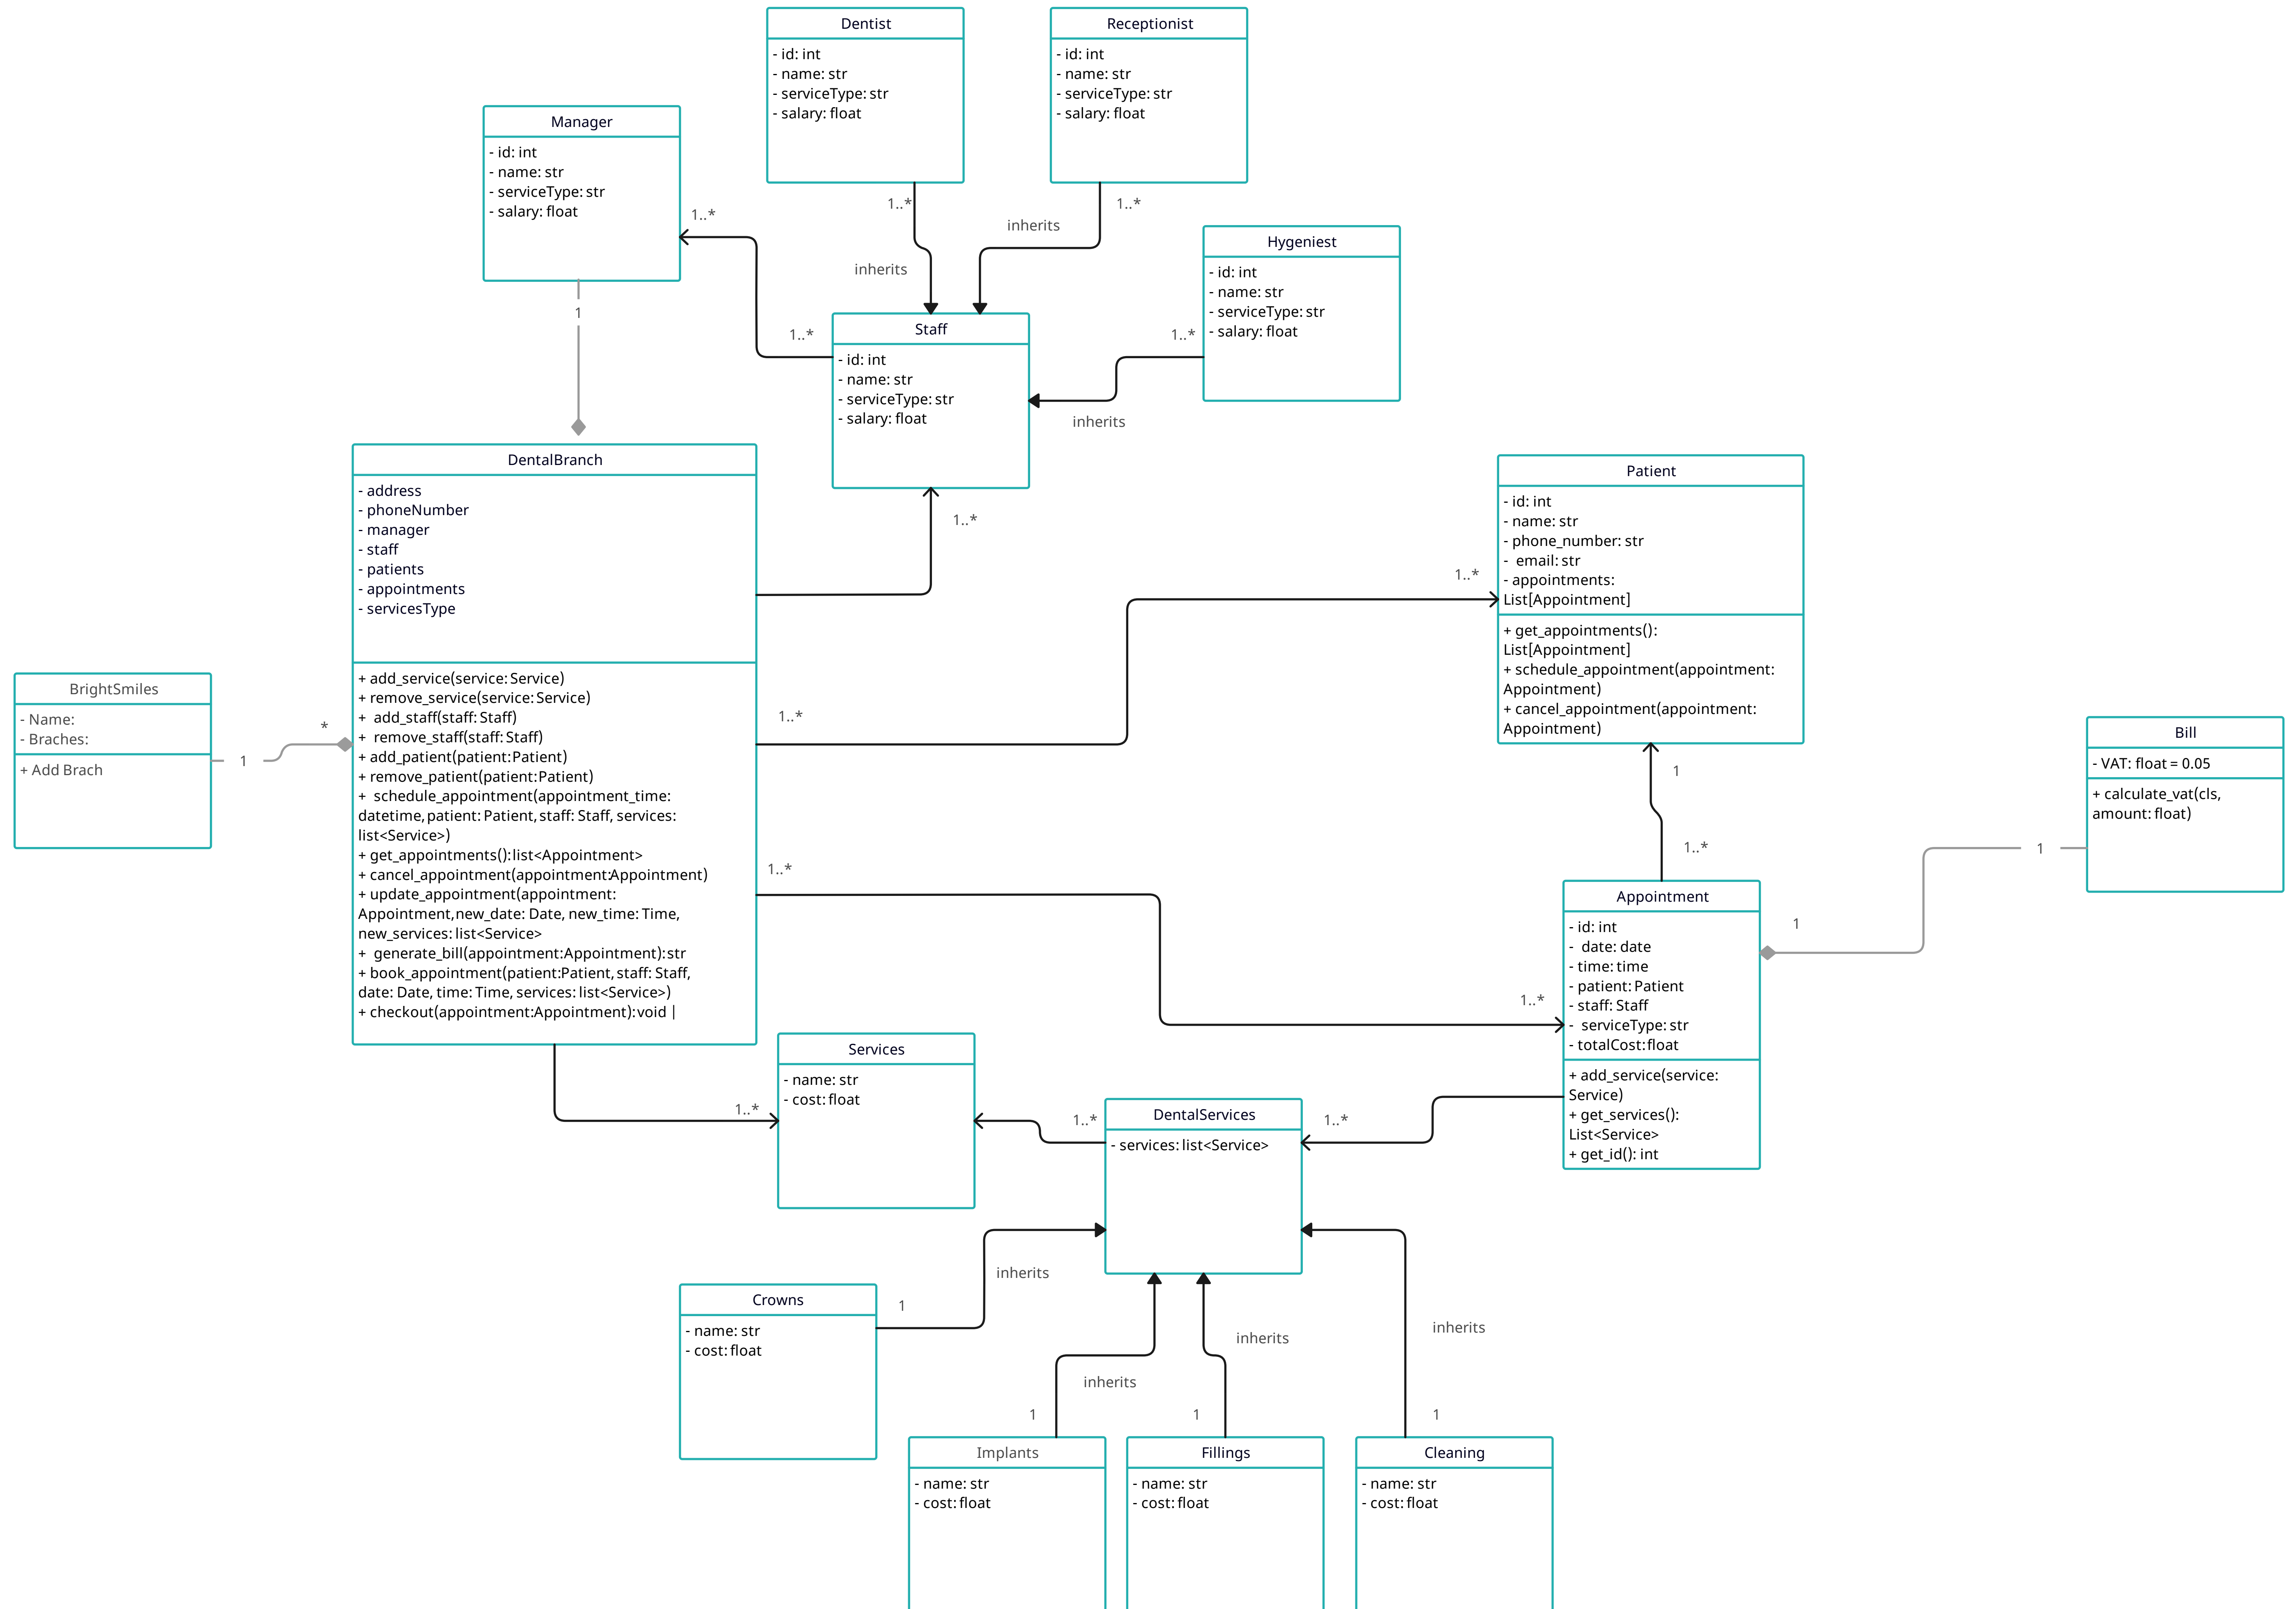 Dentist
- id: int
- name: str
- serviceType: str
- salary: float
Receptionist
- id: int
- name: str
- serviceType: str
- salary: float
Manager
- id: int
- name: str
- serviceType: str
- salary: float
1..*
1..*
inherits
1..*
inherits
1..*
Hygeniest
- id: int
- name: str
- serviceType: str
- salary: float
1..*
inherits
1
Staff
- id: int
- name: str
- serviceType: str
- salary: float
1..*
DentalBranch
- address
- phoneNumber
- manager
- staff
- patients
- appointments
- servicesType
+ add_service(service: Service)
+ remove_service(service: Service)
+  add_staff(staff: Staff)
+  remove_staff(staff: Staff)
+ add_patient(patient:Patient)
+ remove_patient(patient:Patient)
+  schedule_appointment(appointment_time:
datetime, patient: Patient, staff: Staff, services:
list<Service>)
+ get_appointments():list<Appointment>
+ cancel_appointment(appointment:Appointment)
+ update_appointment(appointment:
Appointment,new_date: Date, new_time: Time,
new_services: list<Service>
+  generate_bill(appointment:Appointment):str
+ book_appointment(patient:Patient, staff: Staff,
date: Date, time: Time, services: list<Service>)
+ checkout(appointment:Appointment):void |
BrightSmiles
- Name:
- Braches:
+ Add Brach
1
*
1..*
1..*
Patient
- id: int
- name: str
- phone_number: str
-  email: str
- appointments:
List[Appointment]
+ get_appointments():
List[Appointment]
+ schedule_appointment(appointment:
Appointment)
+ cancel_appointment(appointment:
Appointment)
1
1..*
Bill
- VAT: float = 0.05
+ calculate_vat(cls,
amount: float)
1
1
1..*
1..*
Appointment
- id: int
-  date: date
- time: time
- patient: Patient
- staff: Staff
-  serviceType: str
- totalCost:float
+ add_service(service:
Service)
+ get_services():
List<Service>
+ get_id(): int
1..*
Services
- name: str
- cost: float
1..*
DentalServices
- services: list<Service>
1..*
Crowns
- name: str
- cost: float
1
inherits
inherits
1
inherits
1
inherits
1
Implants
- name: str
- cost: float
Fillings
- name: str
- cost: float
Cleaning
- name: str
- cost: float